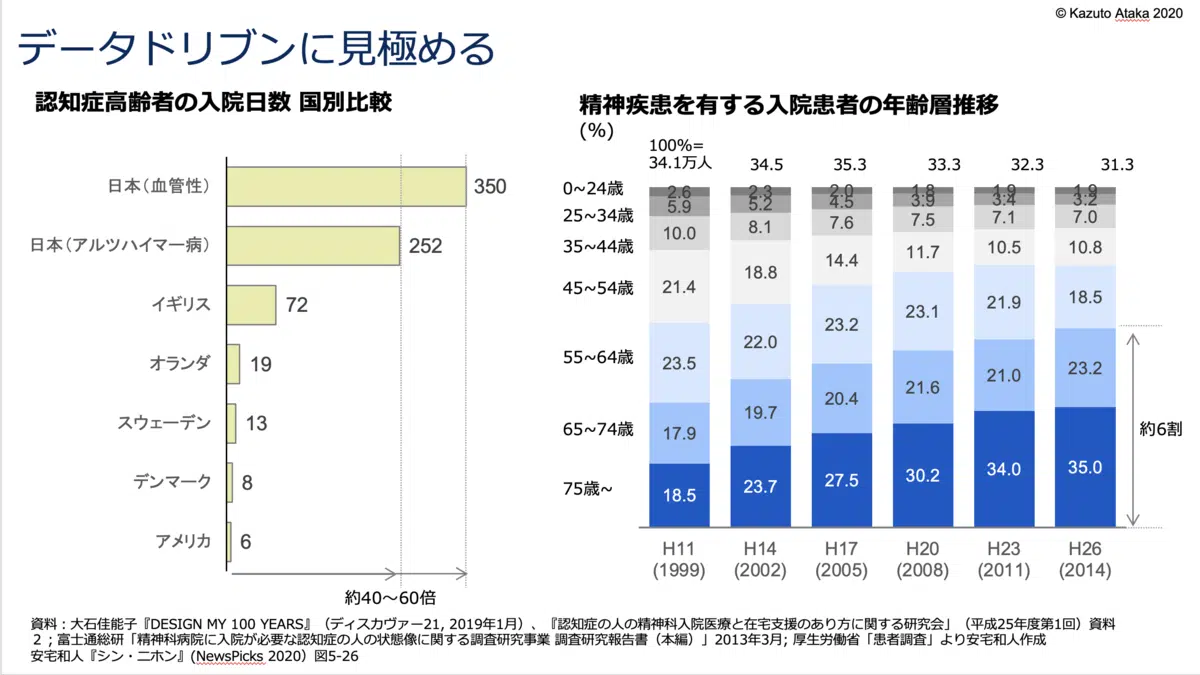 © Kazuto Ataka 2020
データドリブンに見極める
認知症高齢者の入院日数 国別比較
日本（血管性） 350
日本（アルツハイマー病） 252
イギリス 72
オランダ 19
スウェーデン 13
デンマーク 8
アメリカ 6
約40〜60倍
精神疾患を有する入院患者の年齢層推移
(%)
100%=
34.1万人 34.5 35.3 33.3 32.3 31.3
0~24歳 2.6 2.3 2.0 1.8 1.9 1.9
5.9 5.2 4.5 3.9 3.4 3.2
25~34歳
10.0 8.1 7.6 7.5 7.1 7.0
35~44歳
21.4 18.8 14.4 11.7 10.5 10.8
45~54歳
23.5 22.0 23.2 23.1 21.9 18.5
55~64歳
17.9 19.7 20.4 21.6 21.0 23.2
65~74歳
約6割
18.5 23.7 27.5 30.2 34.0 35.0
75歳~
H11 H14 H17 H20 H23 H26
(1999) (2002) (2005) (2008) (2011) (2014)
資料：大石佳能子『DESIGN MY 100 YEARS』（ディスカヴァー21, 2019年1月）、『認知症の人の精神科入院医療と在宅支援のあり方に関する研究会」（平成25年度第1回）資料
２；富士通総研「精神科病院に入院が必要な認知症の人の状態像に関する調査研究事業 調査研究報告書（本編）」2013年3月; 厚生労働省「患者調査」より安宅和人作成
安宅和人『シン・ニホン』(NewsPicks 2020）図5-26